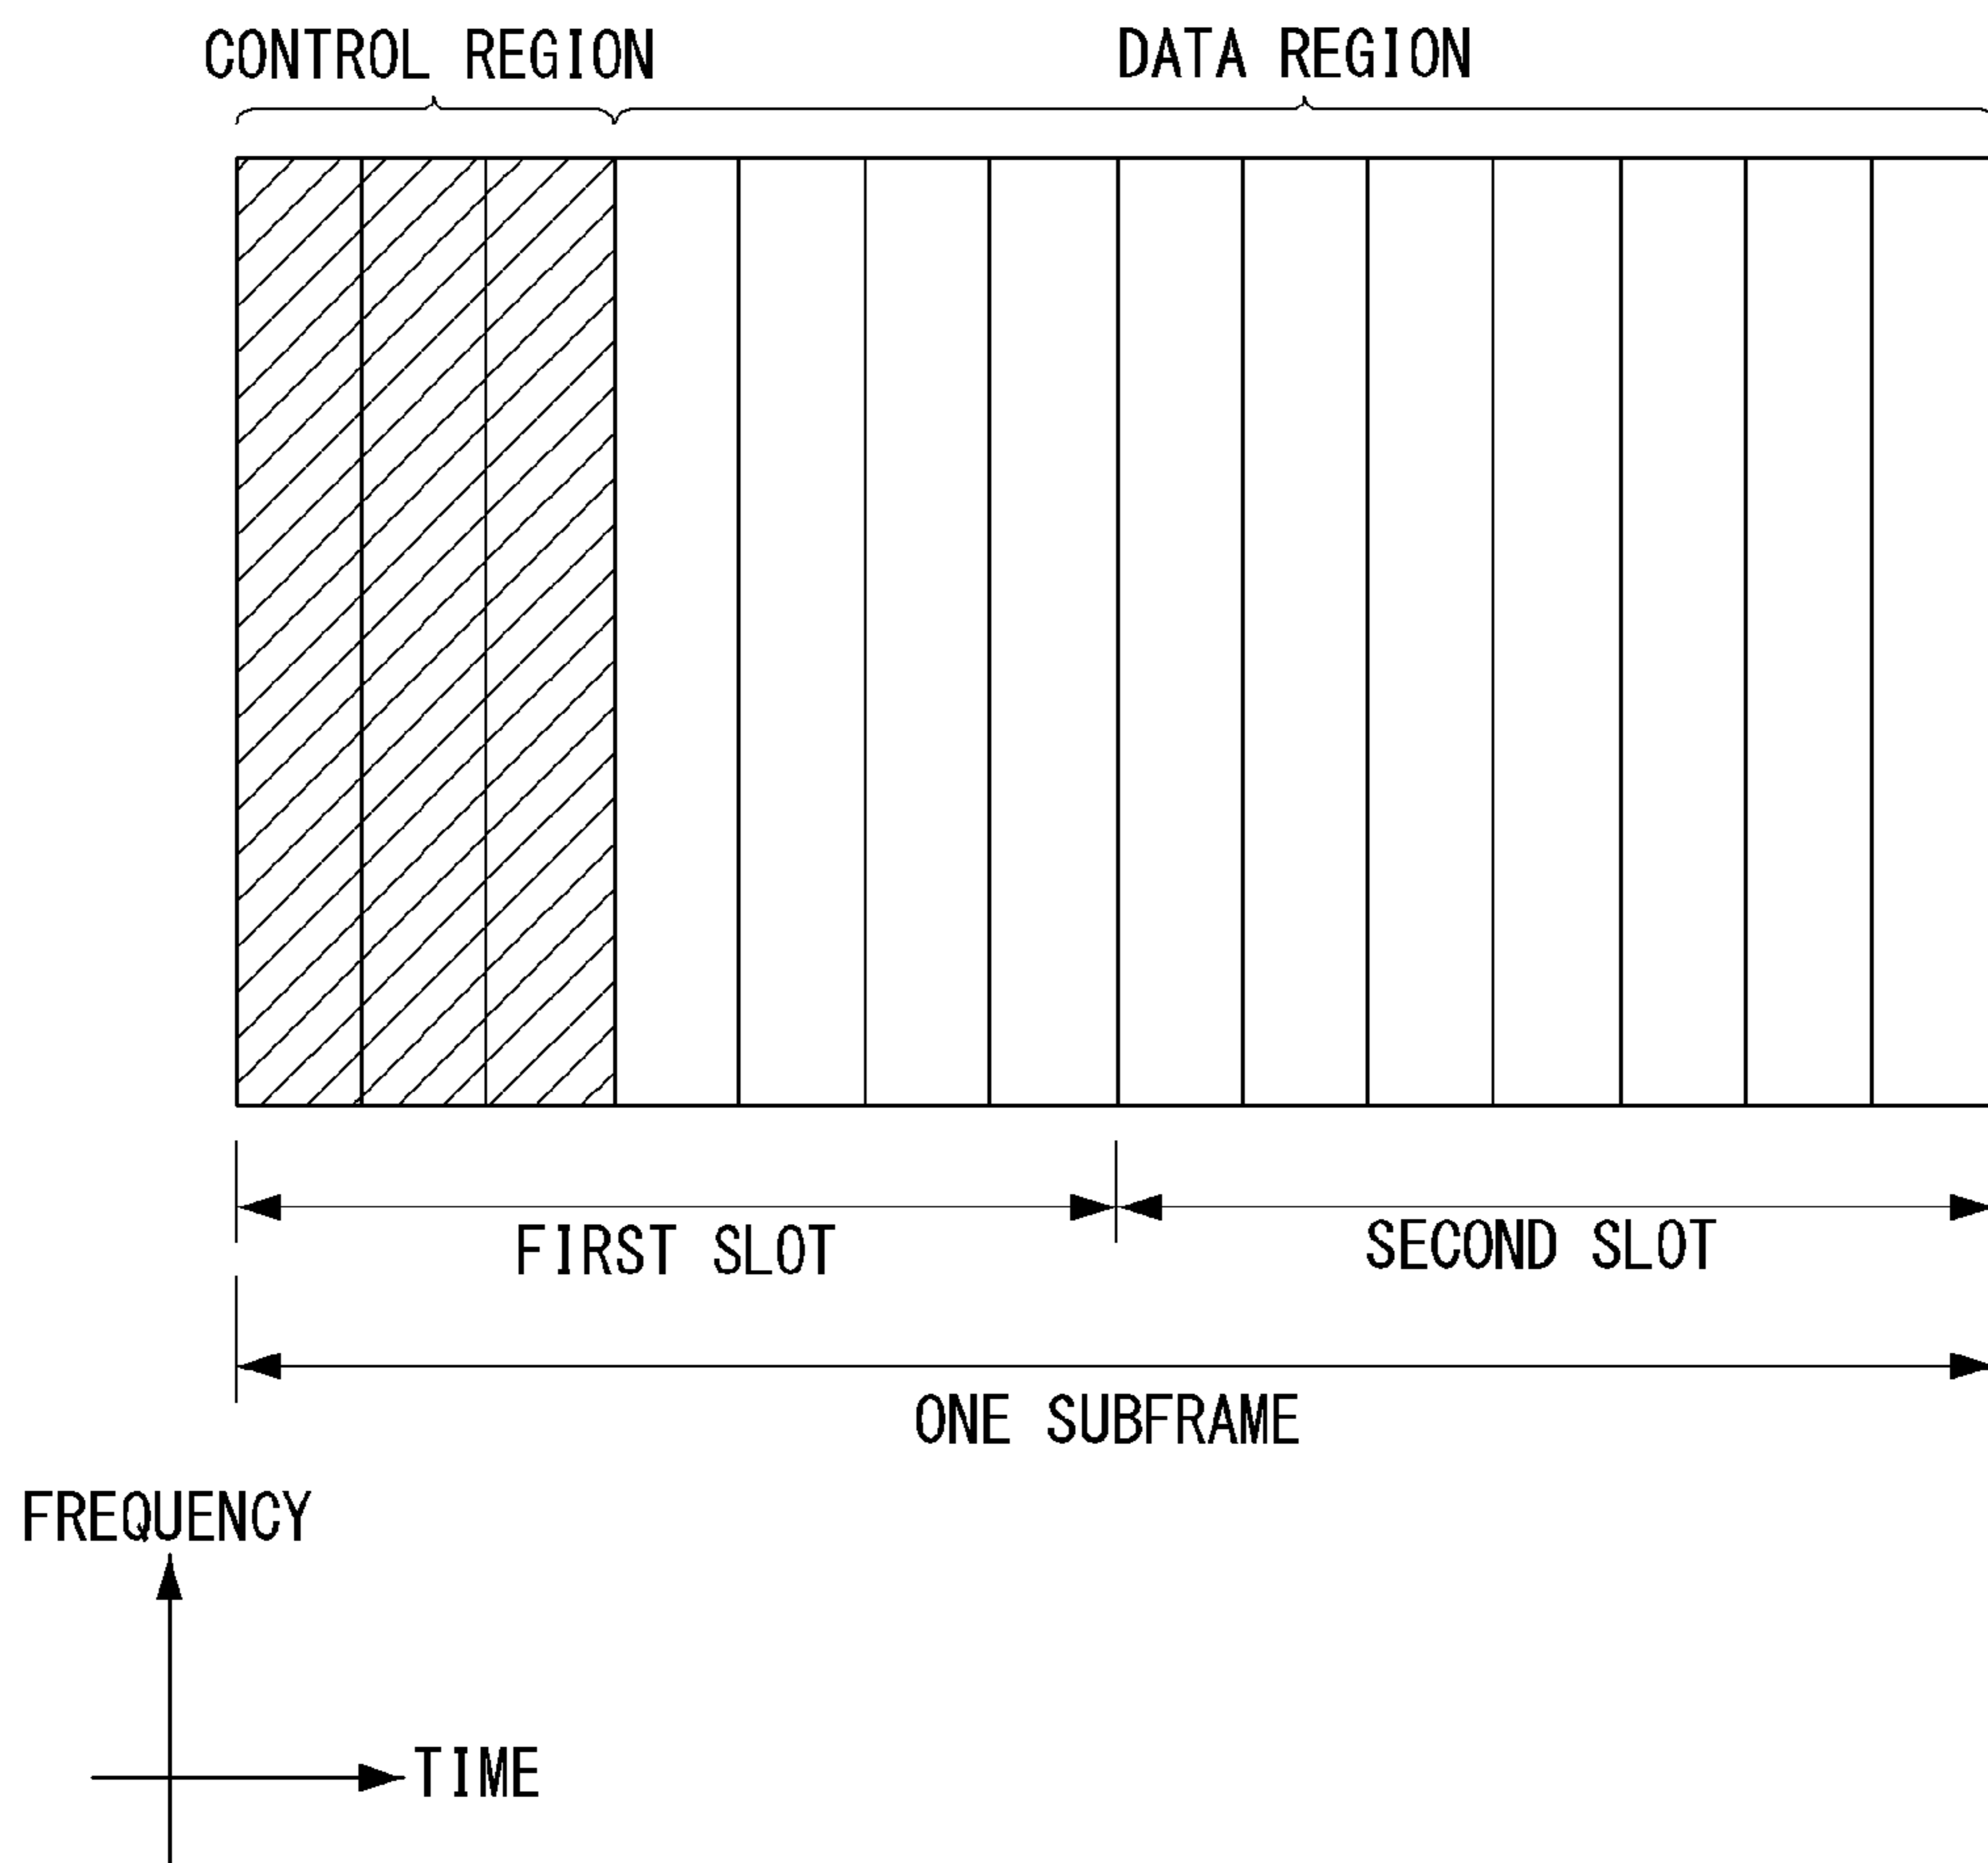 CONTROL REGION
DATA REGION
FIRST SLOT
SECOND SLOT
ONE SUBFRAME
FREQUENCY
TIME